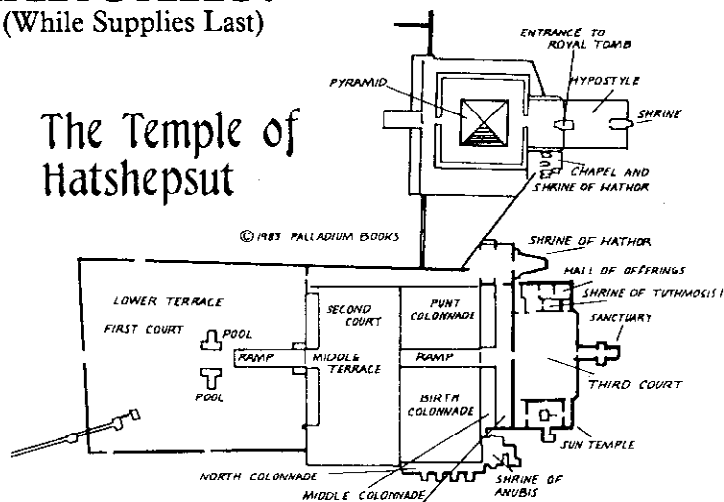 (While Supplies Last)
The Temple of
Hatshepsut
© 1983 PALLADIUM BOOKS
ENTRANCE TO
ROYAL TOMB
PYRAMID
HYPOSTYLE
SHRINE
CHAPEL AND
SHRINE OF HATHOR
SHRINE OF HATHOR
HALL OF OFFERINGS
SHRINE OF TUTHMOSIS I
SANCTUARY
LOWER TERRACE
FIRST COURT
POOL
POOL
RAMP
SECOND
COURT
MIDDLE
TERRACE
PUNT
COLONNADE
RAMP
BIRTH
COLONNADE
THIRD COURT
SUN TEMPLE
NORTH COLONNADE
MIDDLE COLONNADE
SHRINE OF
ANUBIS